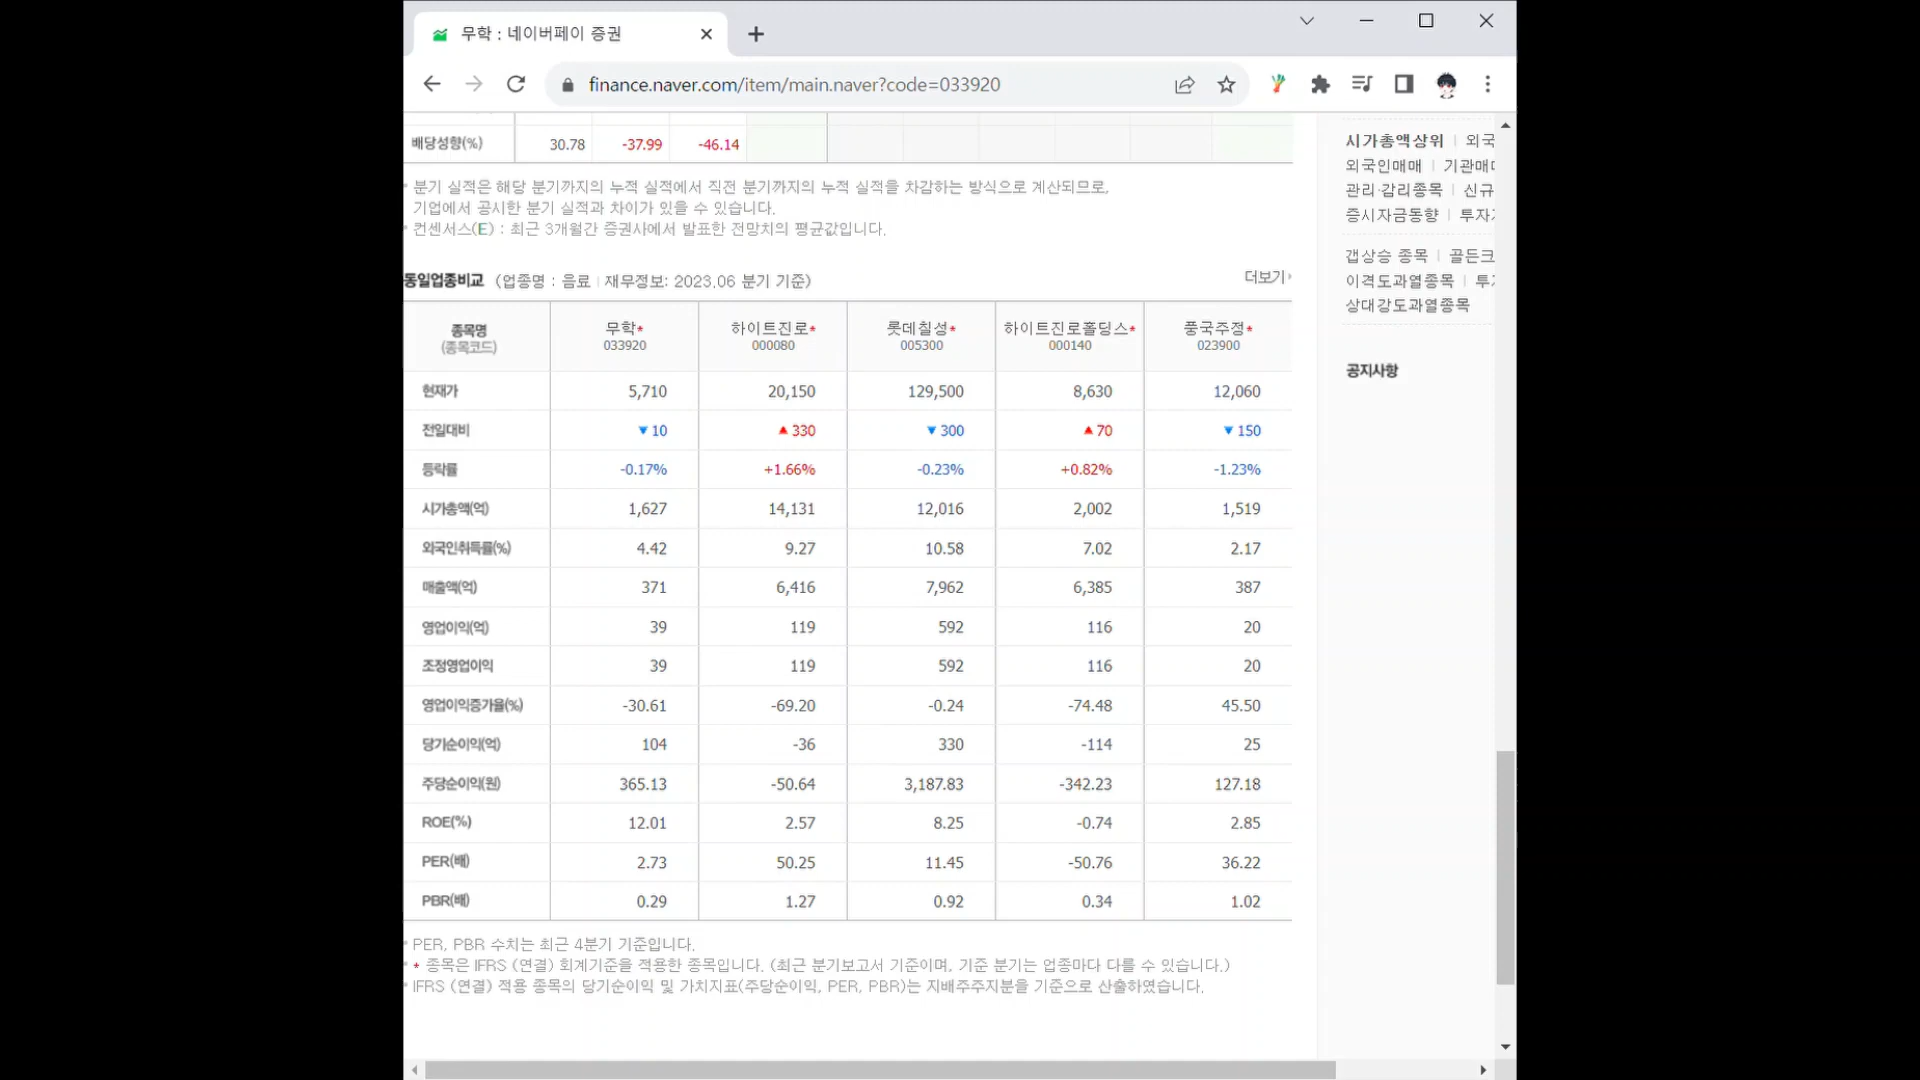 무학 : 네이버페이 증권
finance.naver.com/item/main.naver?code=033920
배당성향(%) 30.78 -37.99 -46.14
분기 실적은 해당 분기까지의 누적 실적에서 직전 분기까지의 누적 실적을 차감하는 방식으로 계산되므로,
기업에서 공시한 분기 실적과 차이가 있을 수 있습니다.
컨센서스(E) : 최근 3개월간 증권사에서 발표한 전망치의 평균값입니다.
동일업종비교 (업종명 : 음료 | 재무정보: 2023.06 분기 기준) 더보기
종목명 무학* 하이트진로* 롯데칠성* 하이트진로홀딩스* 풍국주정*
(종목코드) 033920 000080 005300 000140 023900
현재가 5,710 20,150 129,500 8,630 12,060
전일대비 ▼10 ▲330 ▼300 ▲70 ▼150
등락률 -0.17% +1.66% -0.23% +0.82% -1.23%
시가총액(억) 1,627 14,131 12,016 2,002 1,519
외국인취득률(%) 4.42 9.27 10.58 7.02 2.17
매출액(억) 371 6,416 7,962 6,385 387
영업이익(억) 39 119 592 116 20
조정영업이익 39 119 592 116 20
영업이익증가율(%) -30.61 -69.20 -0.24 -74.48 45.50
당기순이익(억) 104 -36 330 -114 25
주당순이익(원) 365.13 -50.64 3,187.83 -342.23 127.18
ROE(%) 12.01 2.57 8.25 -0.74 2.85
PER(배) 2.73 50.25 11.45 -50.76 36.22
PBR(배) 0.29 1.27 0.92 0.34 1.02
PER, PBR 수치는 최근 4분기 기준입니다.
* 종목은 IFRS (연결) 회계기준을 적용한 종목입니다. (최근 분기보고서 기준이며, 기준 분기는 업종마다 다를 수 있습니다.)
IFRS (연결) 적용 종목의 당기순이익 및 가치지표(주당순이익, PER, PBR)는 지배주주지분을 기준으로 산출하였습니다.
시가총액상위 | 외국
외국인매매 | 기관매
관리·감리종목 | 신규
증시자금동향 | 투자
갭상승 종목 | 골든크
이격도과열종목 | 투
상대강도과열종목
공지사항